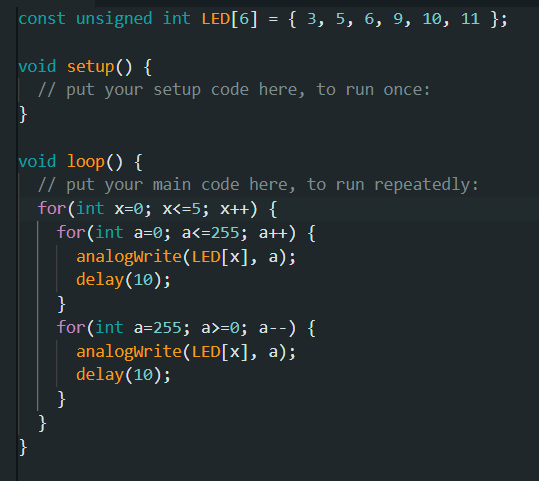 const unsigned int LED[6] = { 3, 5, 6, 9, 10, 11 };
void setup() {
// put your setup code here, to run once:
}
void loop() {
// put your main code here, to run repeatedly:
for(int x=0; x<=5; x++) {
for(int a=0; a<=255; a++) {
analogWrite(LED[x], a);
delay(10);
}
for(int a=255; a>=0; a--) {
analogWrite(LED[x], a);
delay(10);
}
}
}